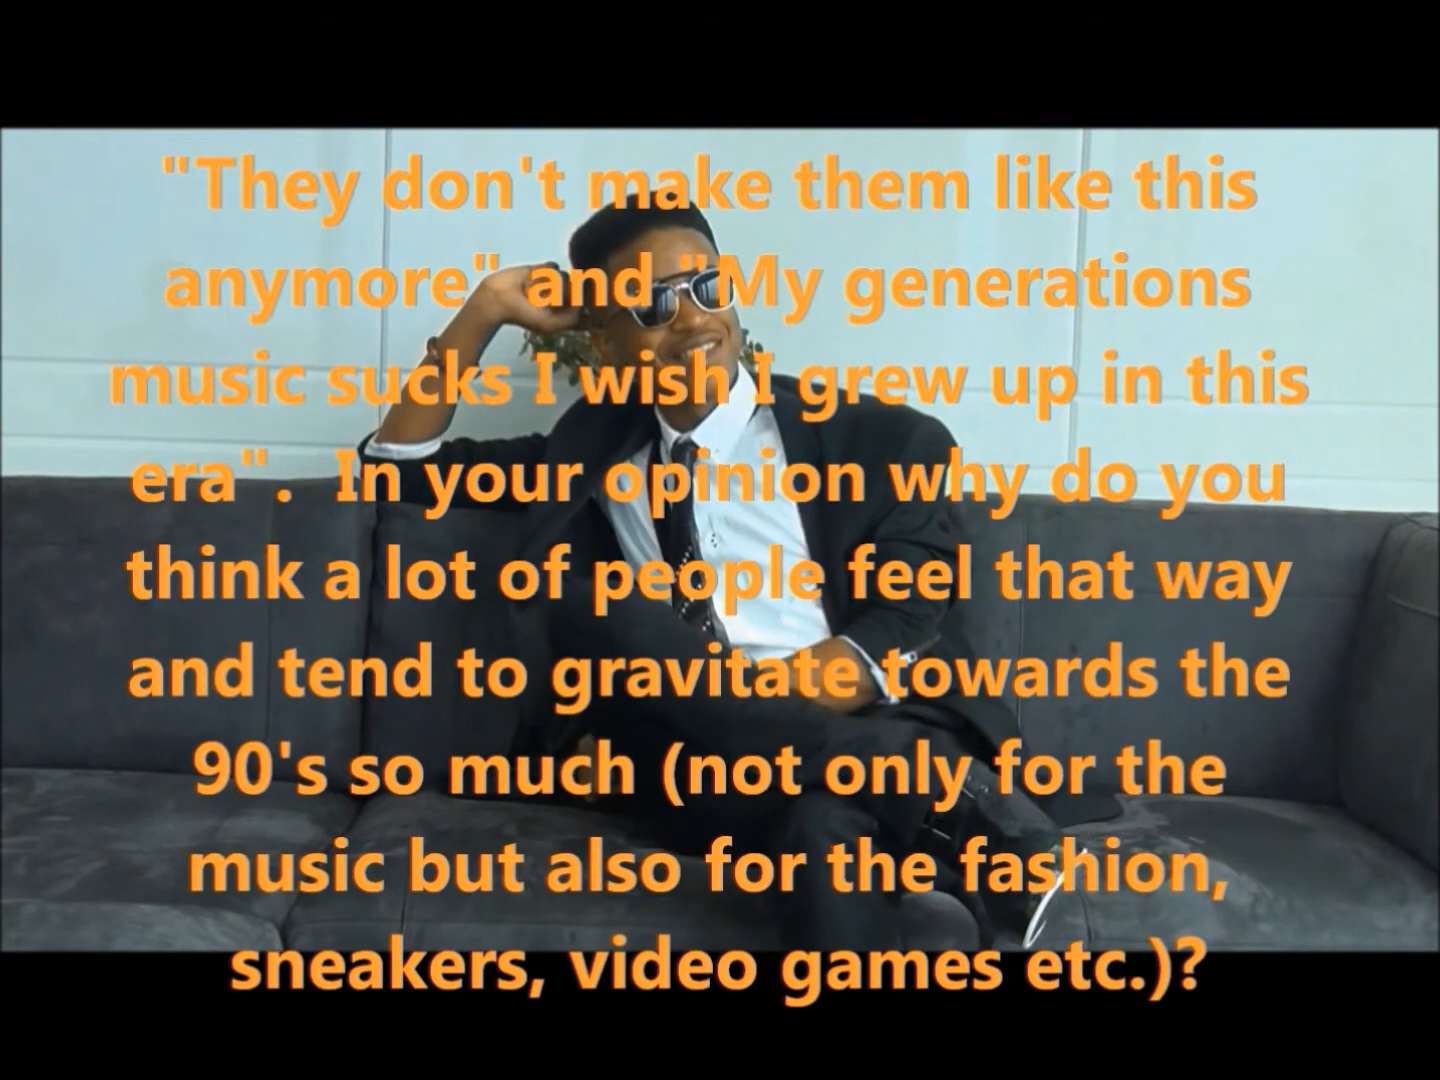 "They don't make them like this
anymore" and "My generations
music sucks I wish I grew up in this
era".  In your opinion why do you
think a lot of people feel that way
and tend to gravitate towards the
90's so much (not only for the
music but also for the fashion,
sneakers, video games etc.)?